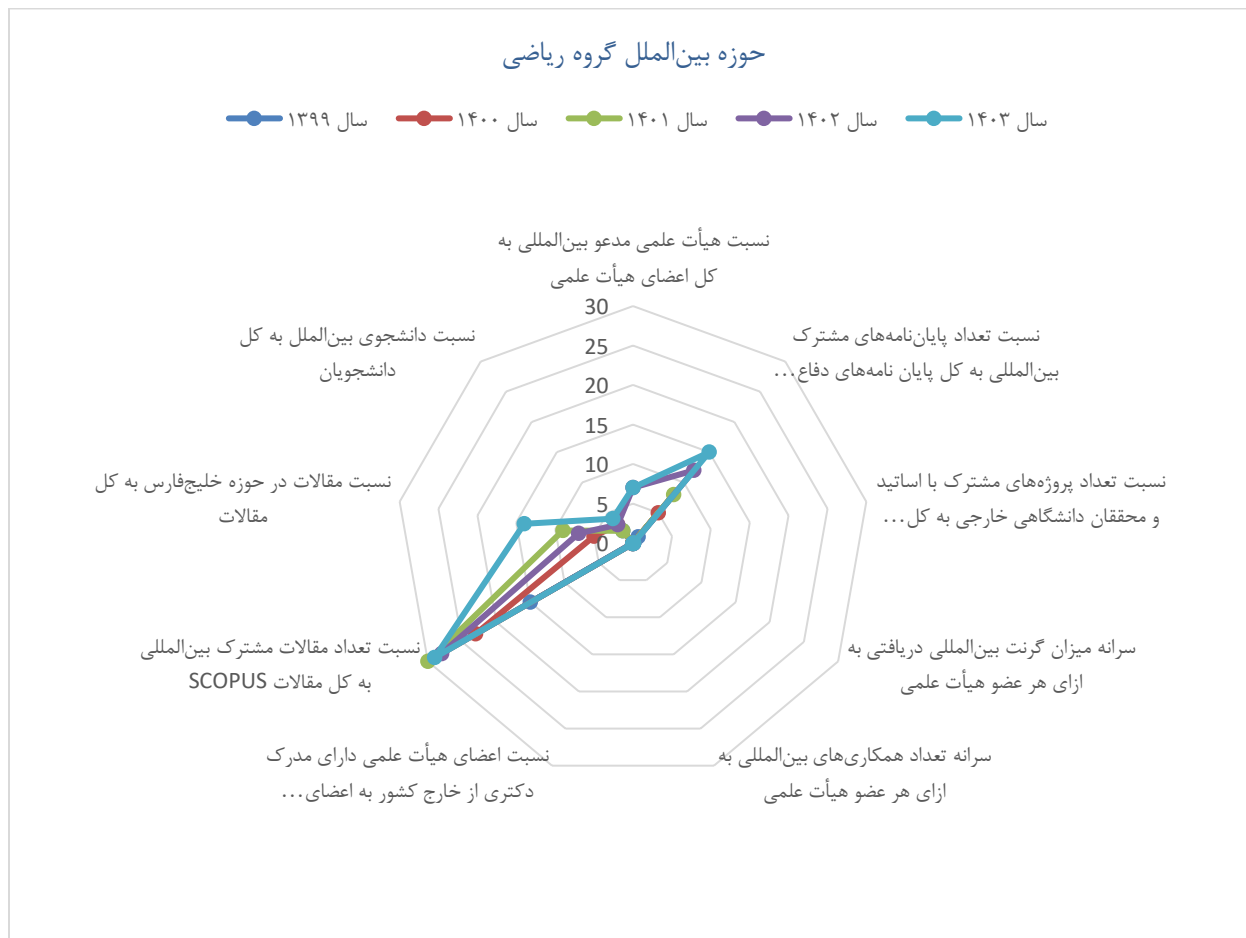 حوزه بین‌الملل گروه ریاضی
سال ۱۳۹۹
سال ۱۴۰۰
سال ۱۴۰۱
سال ۱۴۰۲
سال ۱۴۰۳
نسبت هیأت علمی مدعو بین‌المللی به
کل اعضای هیأت علمی
نسبت تعداد پایان‌نامه‌های مشترک
بین‌المللی به کل پایان نامه‌های دفاع...
نسبت تعداد پروژه‌های مشترک با اساتید
و محققان دانشگاهی خارجی به کل...
سرانه میزان گرنت بین‌المللی دریافتی به
ازای هر عضو هیأت علمی
سرانه تعداد همکاری‌های بین‌المللی به
ازای هر عضو هیأت علمی
نسبت اعضای هیأت علمی دارای مدرک
دکتری از خارج کشور به اعضای...
نسبت تعداد مقالات مشترک بین‌المللی
به کل مقالات SCOPUS
نسبت مقالات در حوزه خلیج‌فارس به کل
مقالات
نسبت دانشجوی بین‌الملل به کل
دانشجویان
30
25
20
15
10
5
0